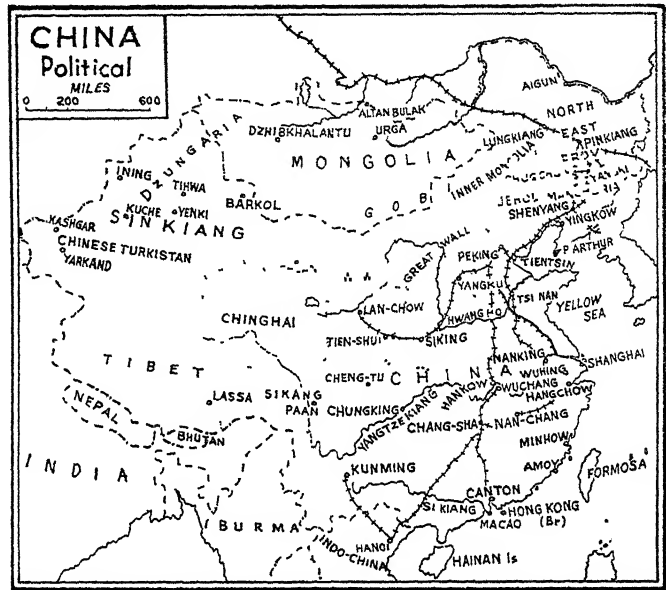 CHINA
Political
MILES
0 200 600
AIGUN
NORTH
EAST
ALTAN BULAK
URGA
DZHIBKHALANTU
LUNGKIANG
APINKIANG
MONGOLIA
INNER MONGOLIA
DZUNGARIA
INING
TIHWA
BARKOL
GOBI
KUCHE
YENKI
SINKIANG
SHENYANG
YINGKOW
KASHGAR
CHINESE TURKISTAN
YARKAND
GREAT WALL
PEKING
P. ARTHUR
TIENTSIN
YANGKU
TSI NAN
YELLOW
SEA
LAN-CHOW
HWANG HO
CHINGHAI
TIEN-SHUI
SIKING
NANKING
SHANGHAI
TIBET
CHENG-TU
CHINA
WUHING
HANKOW
WUCHANG
HANGCHOW
LASSA
SIKANG
PAAN
CHUNGKING
YANGTZEKIANG
CHANG-SHA
NAN-CHANG
NEPAL
BHUTAN
MINHOW
AMOY
FORMOSA
INDIA
KUNMING
CANTON
SI KIANG
HONG KONG
(Br)
MACAO
BURMA
HANOI
INDO-CHINA
HAINAN Is